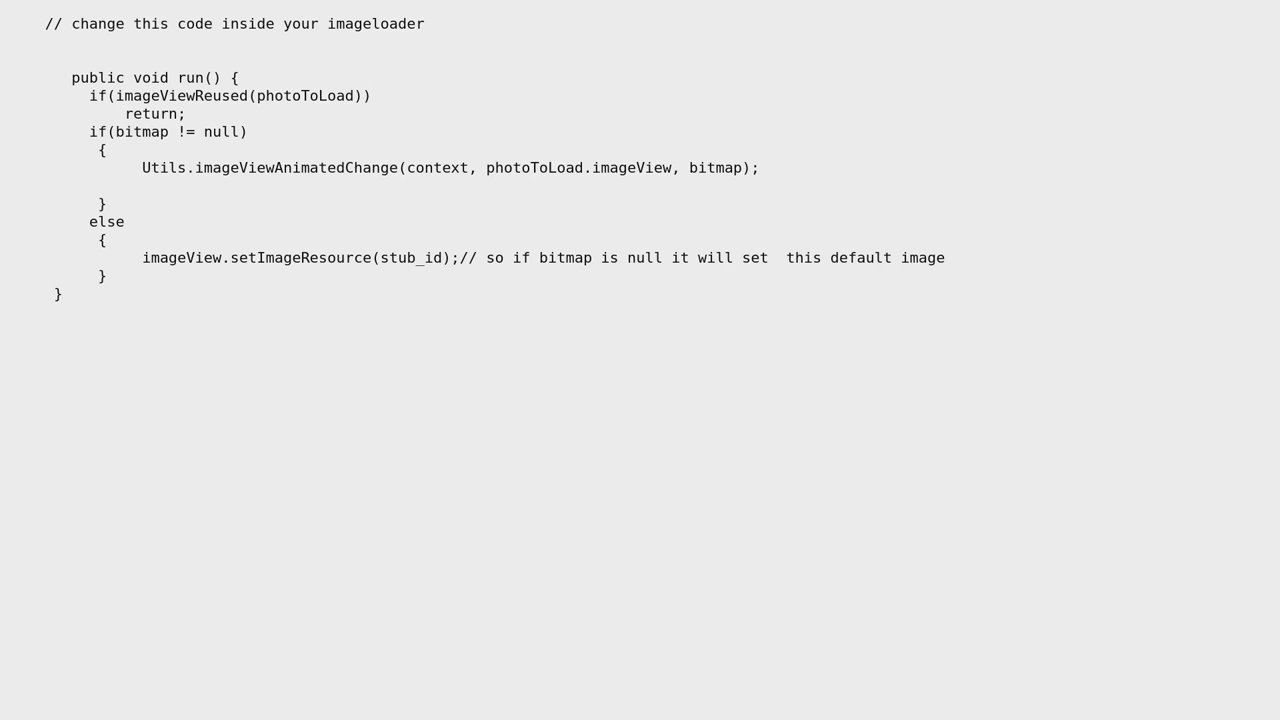 // change this code inside your imageloader
public void run() {
if(imageViewReused(photoToLoad))
return;
if(bitmap != null)
{
Utils.imageViewAnimatedChange(context, photoToLoad.imageView, bitmap);
}
else
{
imageView.setImageResource(stub_id);// so if bitmap is null it will set  this default image
}
}